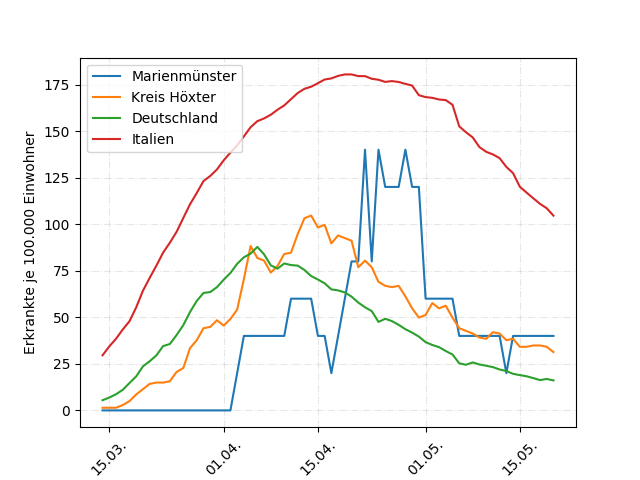 Marienmünster
Kreis Höxter
Deutschland
Italien
Erkrankte je 100.000 Einwohner
175
150
125
100
75
50
25
0
15.03.
01.04.
15.04.
01.05.
15.05.